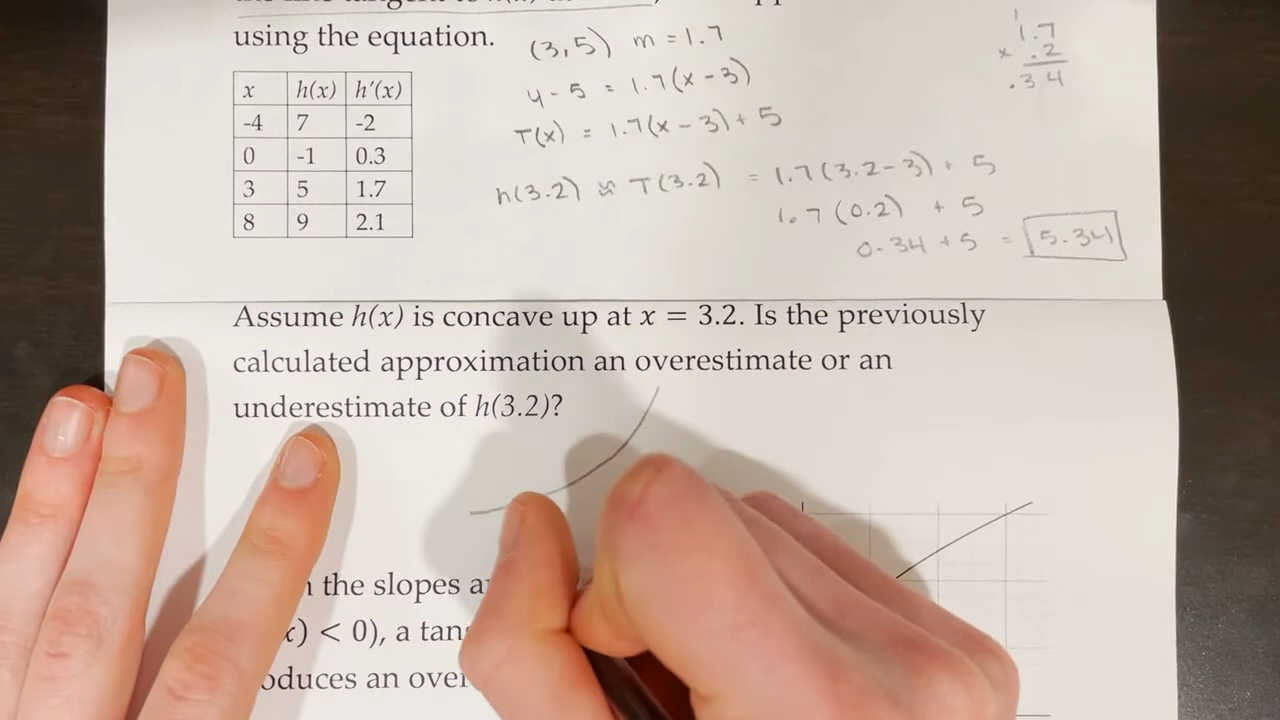 using the equation.
(3,5) m = 1.7
y - 5 = 1.7(x - 3)
T(x) = 1.7(x - 3) + 5
h(3.2) ≈ T(3.2) = 1.7(3.2 - 3) + 5
1.7 (0.2) + 5
0.34 + 5 = 5.34
1
1.7
x .2
.34
x h(x) h'(x)
-4 7 -2
0 -1 0.3
3 5 1.7
8 9 2.1
Assume h(x) is concave up at x = 3.2. Is the previously
calculated approximation an overestimate or an
underestimate of h(3.2)?
the slopes
x) < 0), a